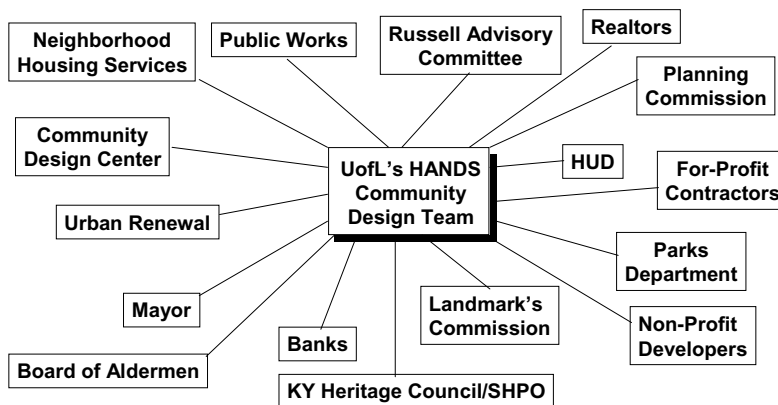 Neighborhood
Housing Services
Public Works
Russell Advisory
Committee
Realtors
Planning
Commission
Community
Design Center
UofL's HANDS
Community
Design Team
HUD
For-Profit
Contractors
Urban Renewal
Parks
Department
Mayor
Landmark's
Commission
Non-Profit
Developers
Banks
Board of Aldermen
KY Heritage Council/SHPO